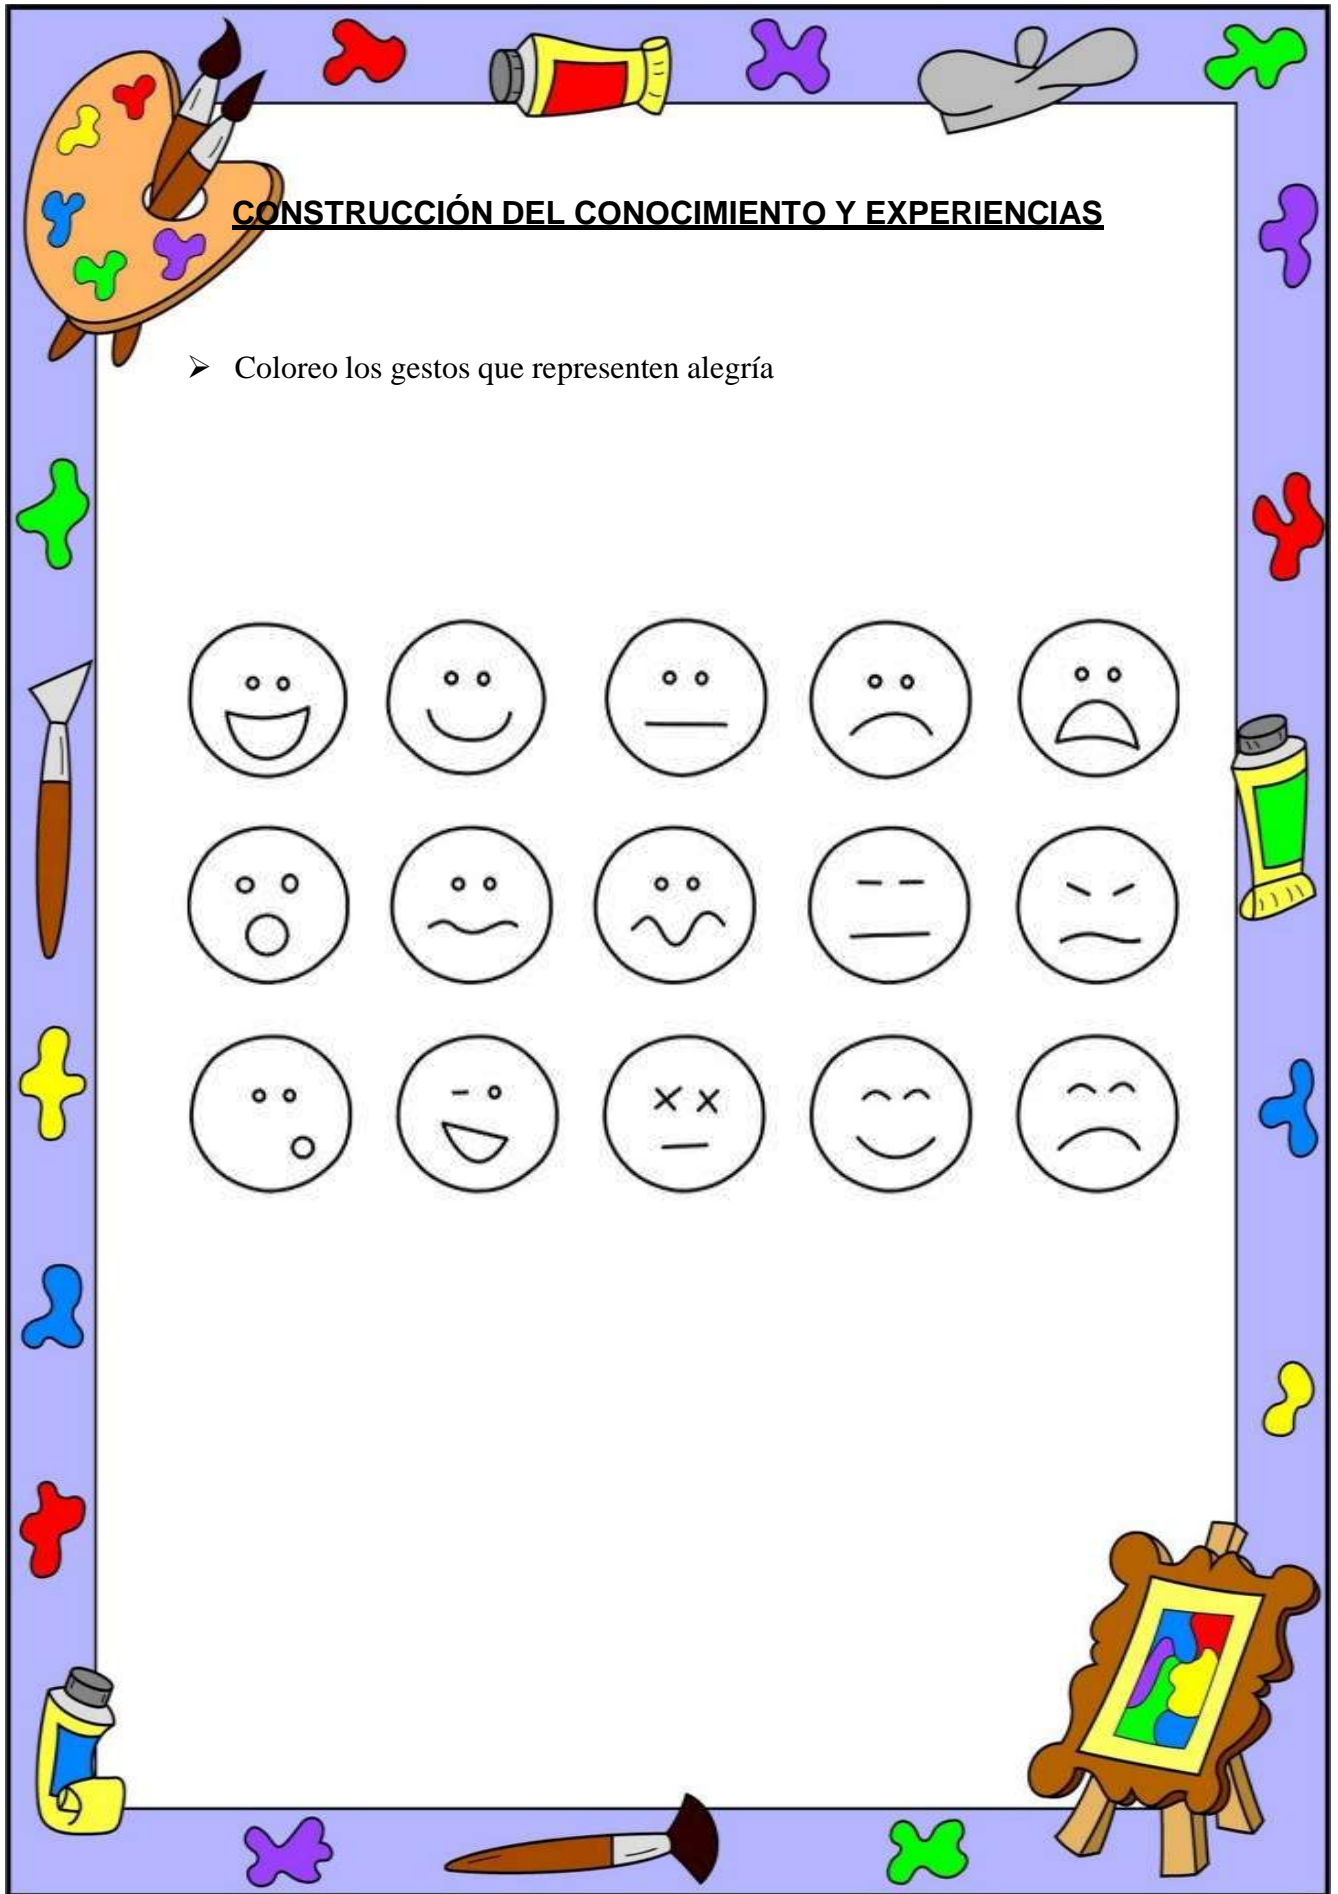 CONSTRUCCIÓN DEL CONOCIMIENTO Y EXPERIENCIAS
➢ Coloreo los gestos que representen alegría